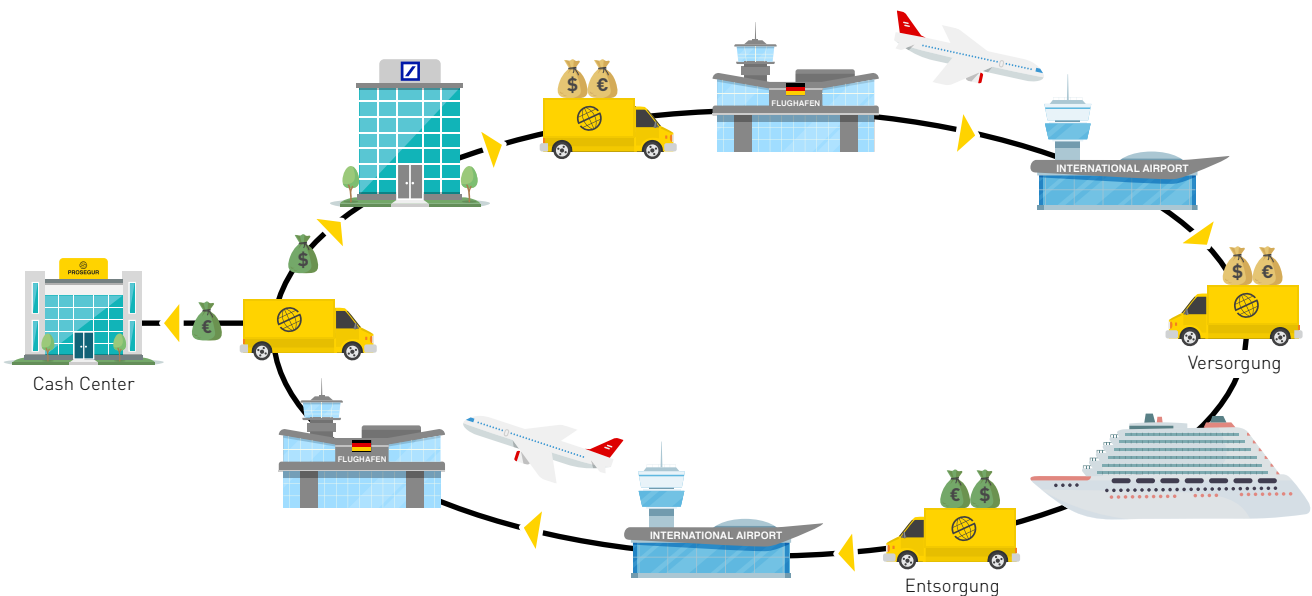 $ €
FLUGHAFEN
INTERNATIONAL AIRPORT
$
PROSEGUR
€
Cash Center
$ €
Versorgung
FLUGHAFEN
INTERNATIONAL AIRPORT
€ $
Entsorgung